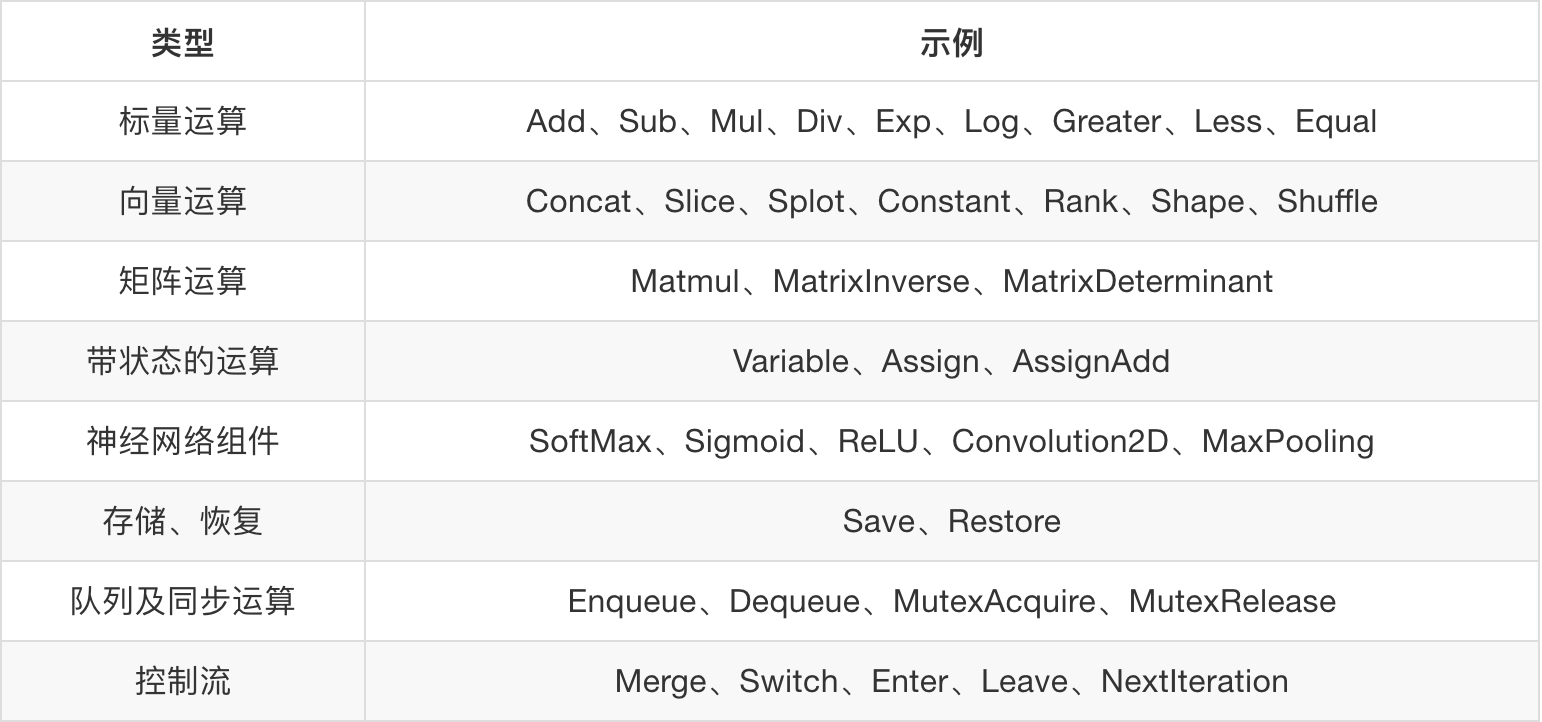 类型 示例
标量运算 Add、Sub、Mul、Div、Exp、Log、Greater、Less、Equal
向量运算 Concat、Slice、Splot、Constant、Rank、Shape、Shuffle
矩阵运算 Matmul、MatrixInverse、MatrixDeterminant
带状态的运算 Variable、Assign、AssignAdd
神经网络组件 SoftMax、Sigmoid、ReLU、Convolution2D、MaxPooling
存储、恢复 Save、Restore
队列及同步运算 Enqueue、Dequeue、MutexAcquire、MutexRelease
控制流 Merge、Switch、Enter、Leave、NextIteration